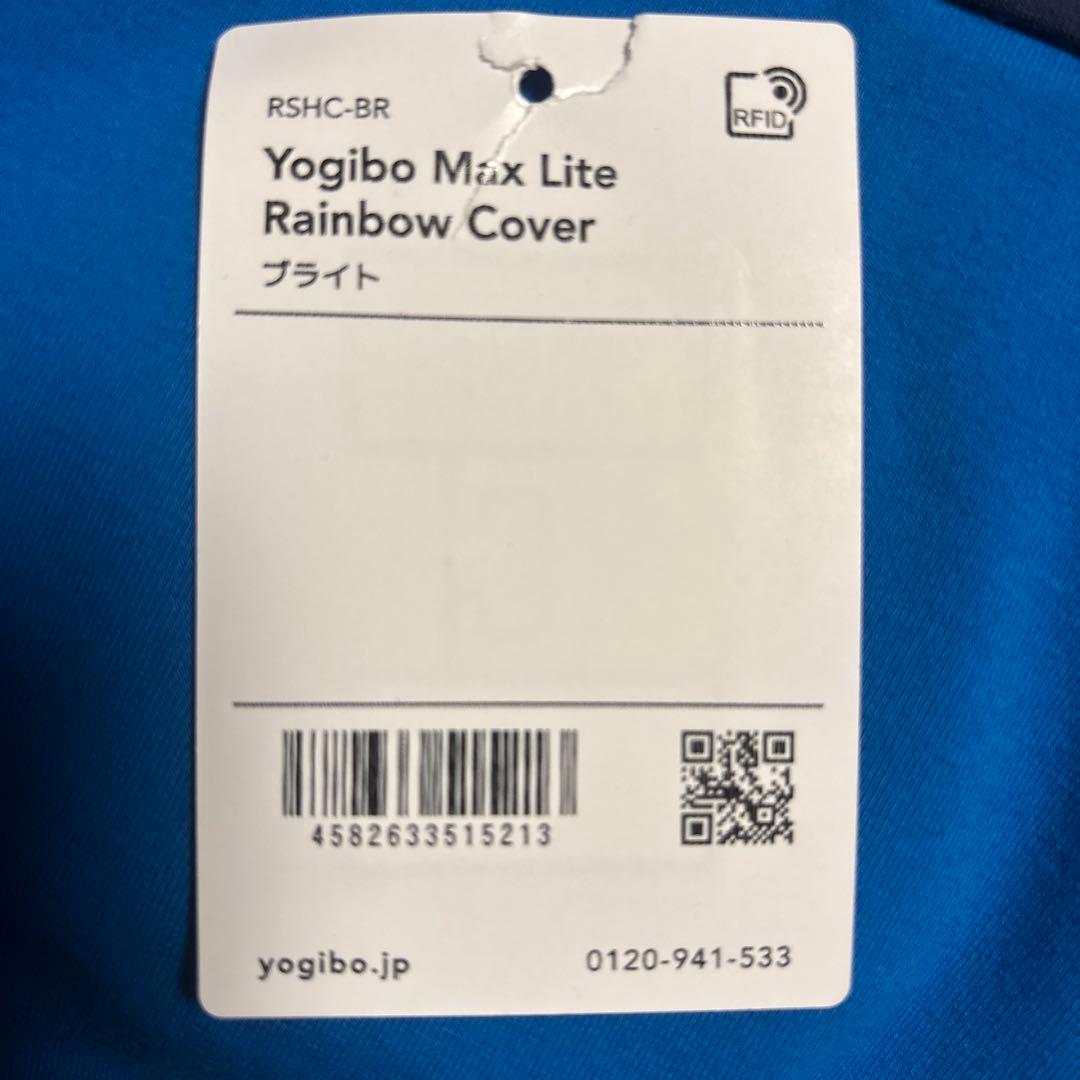 RSHC-BR
RFID
Yogibo Max Lite
Rainbow Cover
ブライト
4582633515213
yogibo.jp
0120-941-533